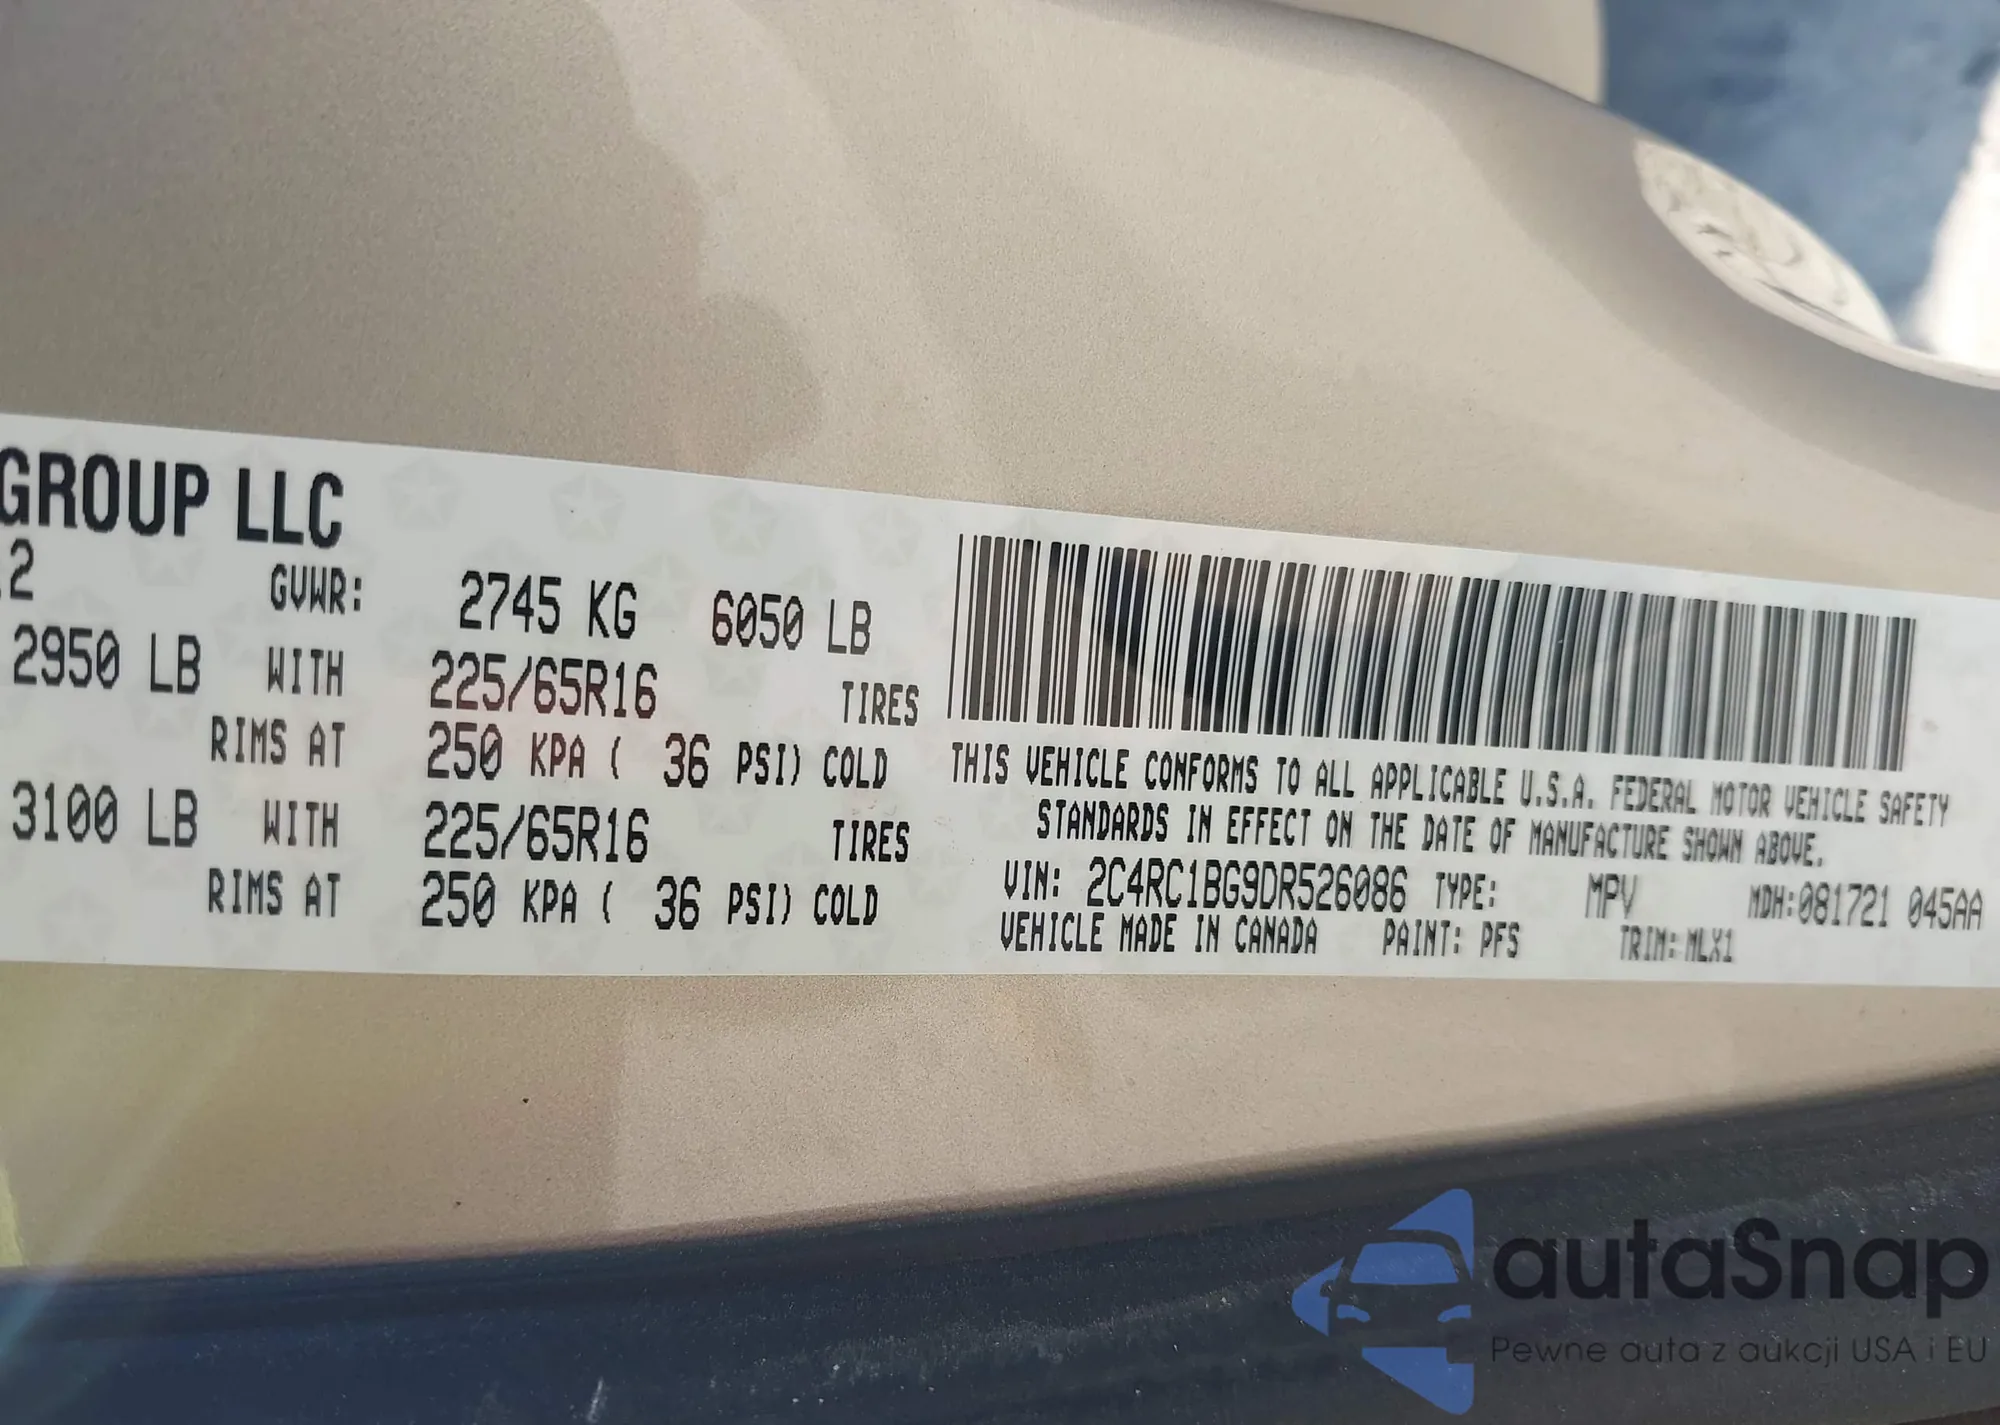 GROUP LLC
2 GVWR: 2745 KG 6050 LB
2950 LB WITH 225/65R16 TIRES
RIMS AT 250 KPA ( 36 PSI) COLD
3100 LB WITH 225/65R16 TIRES
RIMS AT 250 KPA ( 36 PSI) COLD
THIS VEHICLE CONFORMS TO ALL APPLICABLE U.S.A. FEDERAL MOTOR VEHICLE SAFETY
STANDARDS IN EFFECT ON THE DATE OF MANUFACTURE SHOWN ABOVE.
VIN: 2C4RC1BG9DR526086 TYPE: MPV MDH:081721 045AA
VEHICLE MADE IN CANADA PAINT: PFS TRIM: MLX1
autaSnap
Pewne auta z aukcji USA i EU